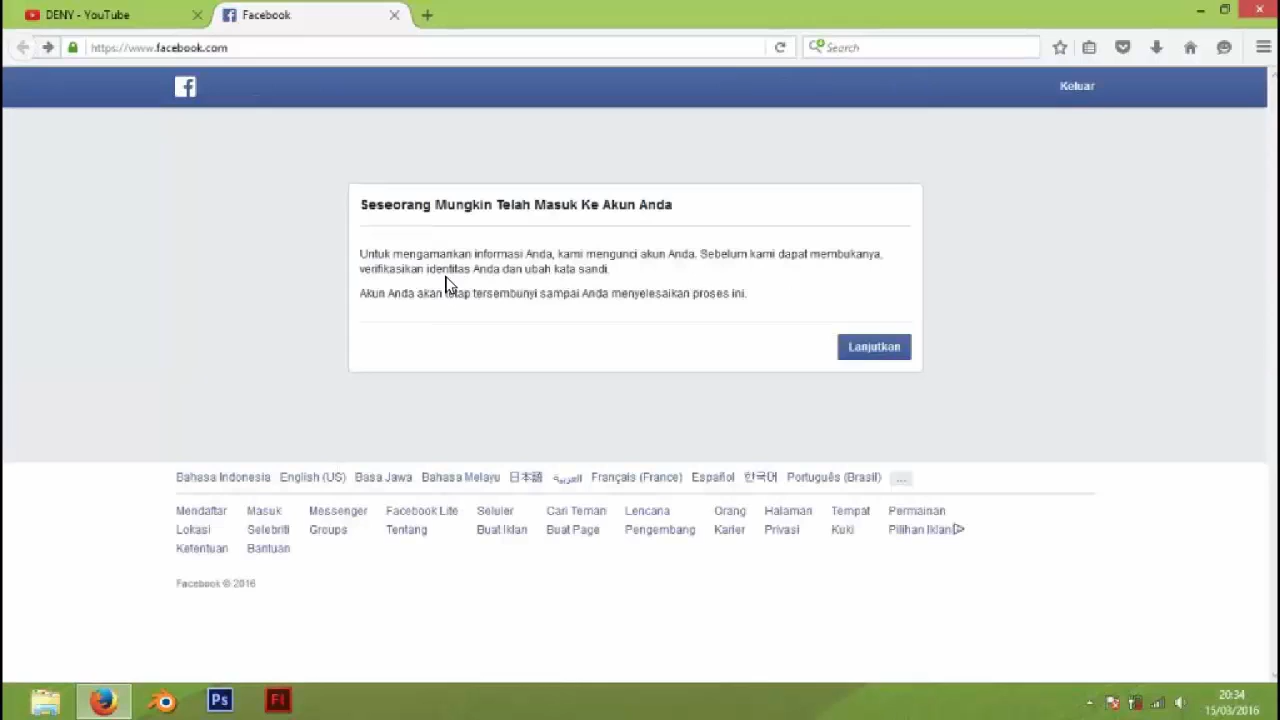 DENY - YouTube
Facebook
https://www.facebook.com
Search
Keluar
Seseorang Mungkin Telah Masuk Ke Akun Anda
Untuk mengamankan informasi Anda, kami mengunci akun Anda. Sebelum kami dapat membukanya,
verifikasikan identitas Anda dan ubah kata sandi.
Akun Anda akan tetap tersembunyi sampai Anda menyelesaikan proses ini.
Lanjutkan
Bahasa Indonesia English (US) Basa Jawa Bahasa Melayu 日本語 العربية Français (France) Español 한국어 Português (Brasil) ...
Mendaftar Masuk Messenger Facebook Lite Seluler Cari Teman Lencana Orang Halaman Tempat Permainan
Lokasi Selebriti Groups Tentang Buat Iklan Buat Page Pengembang Karier Privasi Kuki Pilihan Iklan
Ketentuan Bantuan
Facebook © 2016
Ps
Fl
20:34
15/03/2016